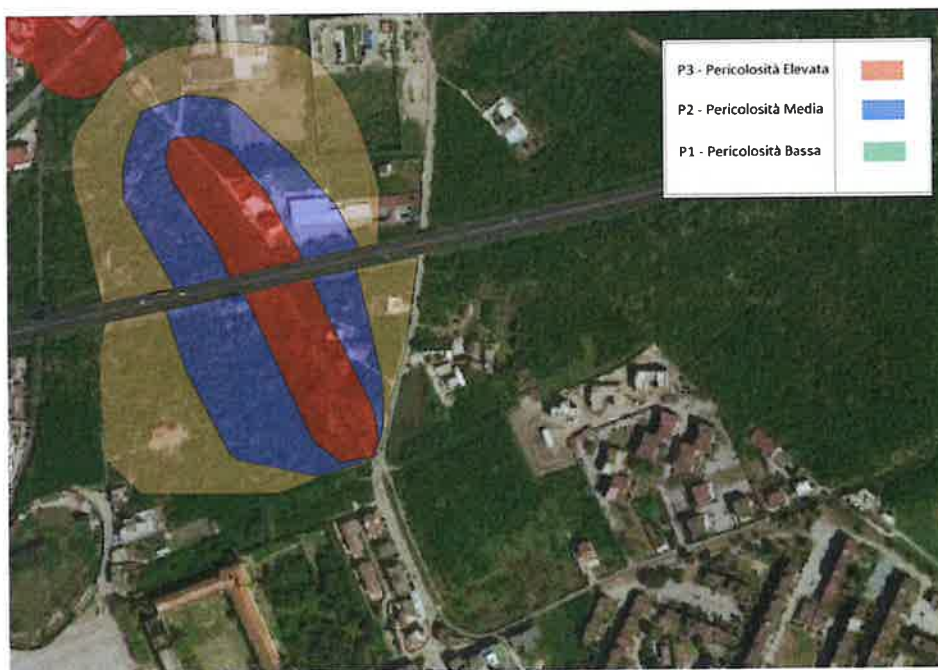 P3 - Pericolosità Elevata
P2 - Pericolosità Media
P1 - Pericolosità Bassa